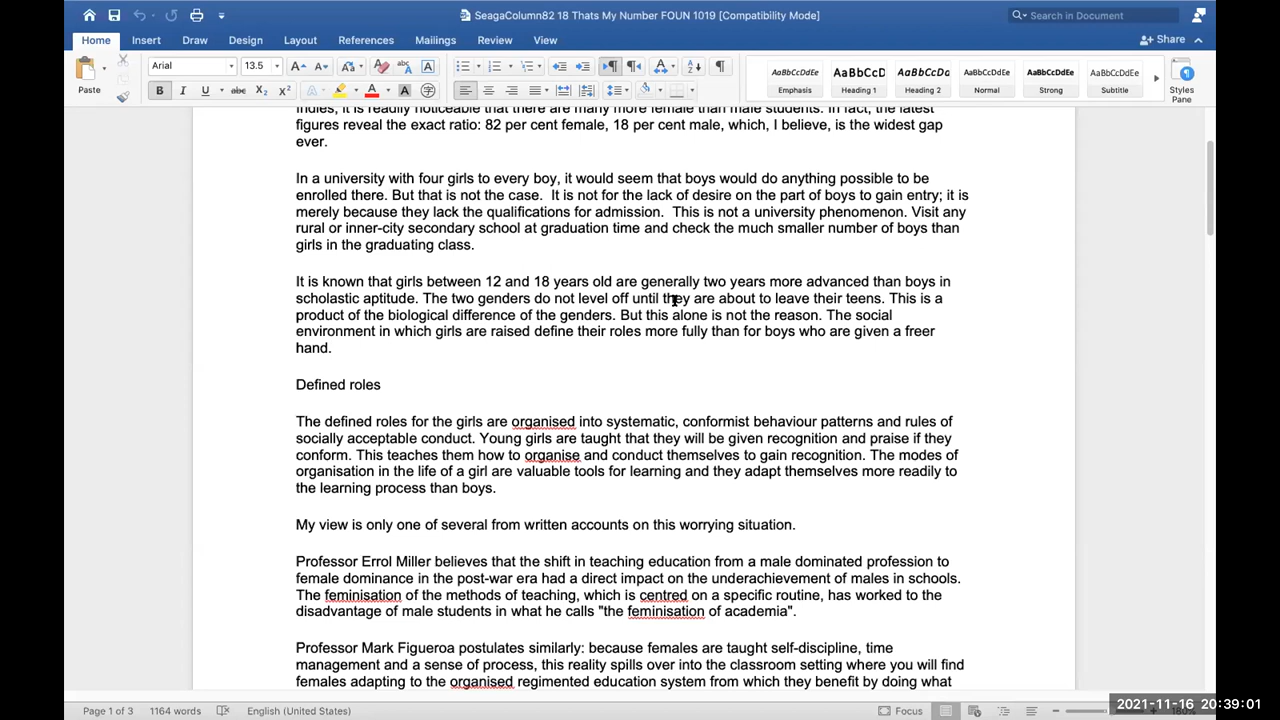 SeagaColumn82 18 Thats My Number FOUN 1019 [Compatibility Mode]
Search in Document
Home Insert Draw Design Layout References Mailings Review View
Share
Paste
Arial 13.5
AaBbCcDdEe AaBbCcD AaBbCcDa AaBbCcDdEe AaBbCcDdEe AaBbCcDdEe
Emphasis Heading 1 Heading 2 Normal Strong Subtitle
Styles
Pane
Indies, it is readily noticeable that there are many more female than male students. In fact, the latest
figures reveal the exact ratio: 82 per cent female, 18 per cent male, which, I believe, is the widest gap
ever.
In a university with four girls to every boy, it would seem that boys would do anything possible to be
enrolled there. But that is not the case. It is not for the lack of desire on the part of boys to gain entry; it is
merely because they lack the qualifications for admission. This is not a university phenomenon. Visit any
rural or inner-city secondary school at graduation time and check the much smaller number of boys than
girls in the graduating class.
It is known that girls between 12 and 18 years old are generally two years more advanced than boys in
scholastic aptitude. The two genders do not level off until they are about to leave their teens. This is a
product of the biological difference of the genders. But this alone is not the reason. The social
environment in which girls are raised define their roles more fully than for boys who are given a freer
hand.
Defined roles
The defined roles for the girls are organised into systematic, conformist behaviour patterns and rules of
socially acceptable conduct. Young girls are taught that they will be given recognition and praise if they
conform. This teaches them how to organise and conduct themselves to gain recognition. The modes of
organisation in the life of a girl are valuable tools for learning and they adapt themselves more readily to
the learning process than boys.
My view is only one of several from written accounts on this worrying situation.
Professor Errol Miller believes that the shift in teaching education from a male dominated profession to
female dominance in the post-war era had a direct impact on the underachievement of males in schools.
The feminisation of the methods of teaching, which is centred on a specific routine, has worked to the
disadvantage of male students in what he calls "the feminisation of academia".
Professor Mark Figueroa postulates similarly: because females are taught self-discipline, time
management and a sense of process, this reality spills over into the classroom setting where you will find
females adapting to the organised regimented education system from which they benefit by doing what
Page 1 of 3 1164 words English (United States) Focus
2021-11-16 20:39:01